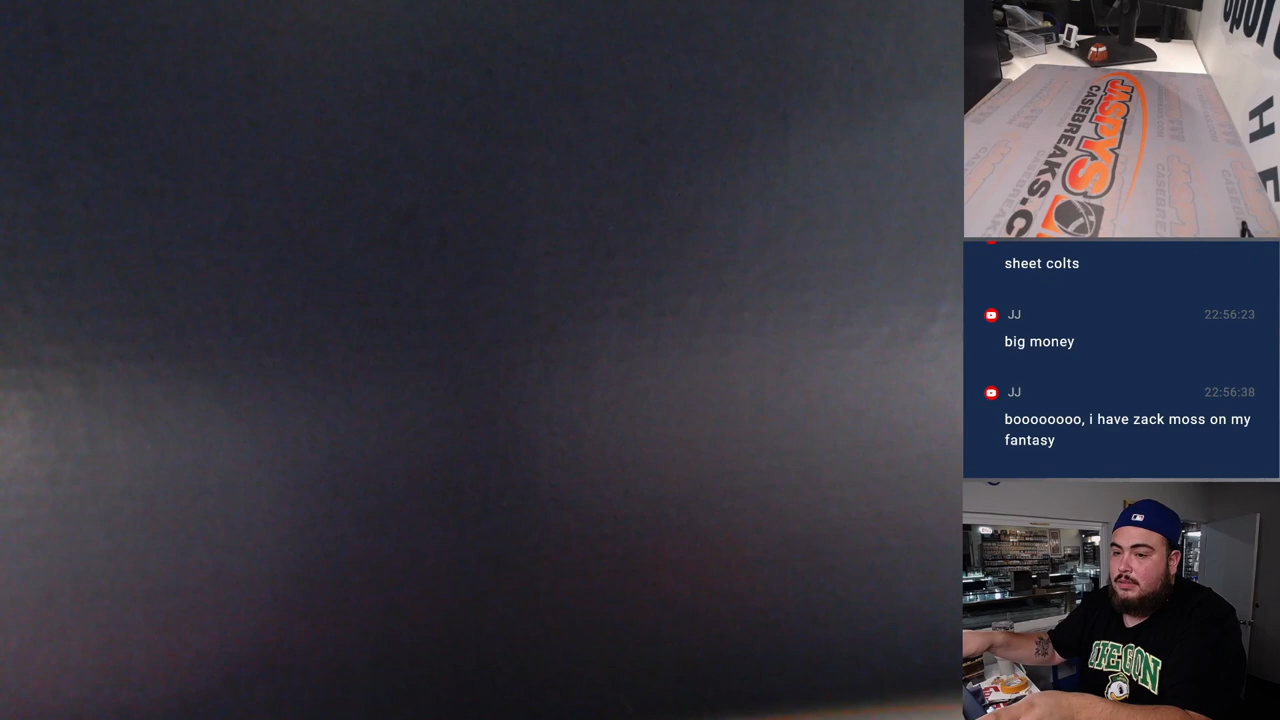 JASPYS
CASEBREAKS.C
sheet colts
JJ 22:56:23
big money
JJ 22:56:38
boooooooo, i have zack moss on my
fantasy
OREGON